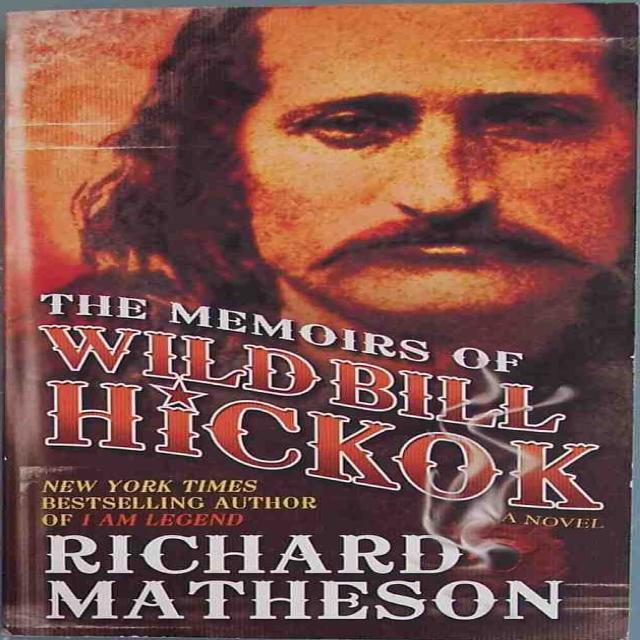 THE MEMOIRS OF
WILD BILL
HICKOK
A NOVEL
NEW YORK TIMES
BESTSELLING AUTHOR
OF I AM LEGEND
RICHARD
MATHESON